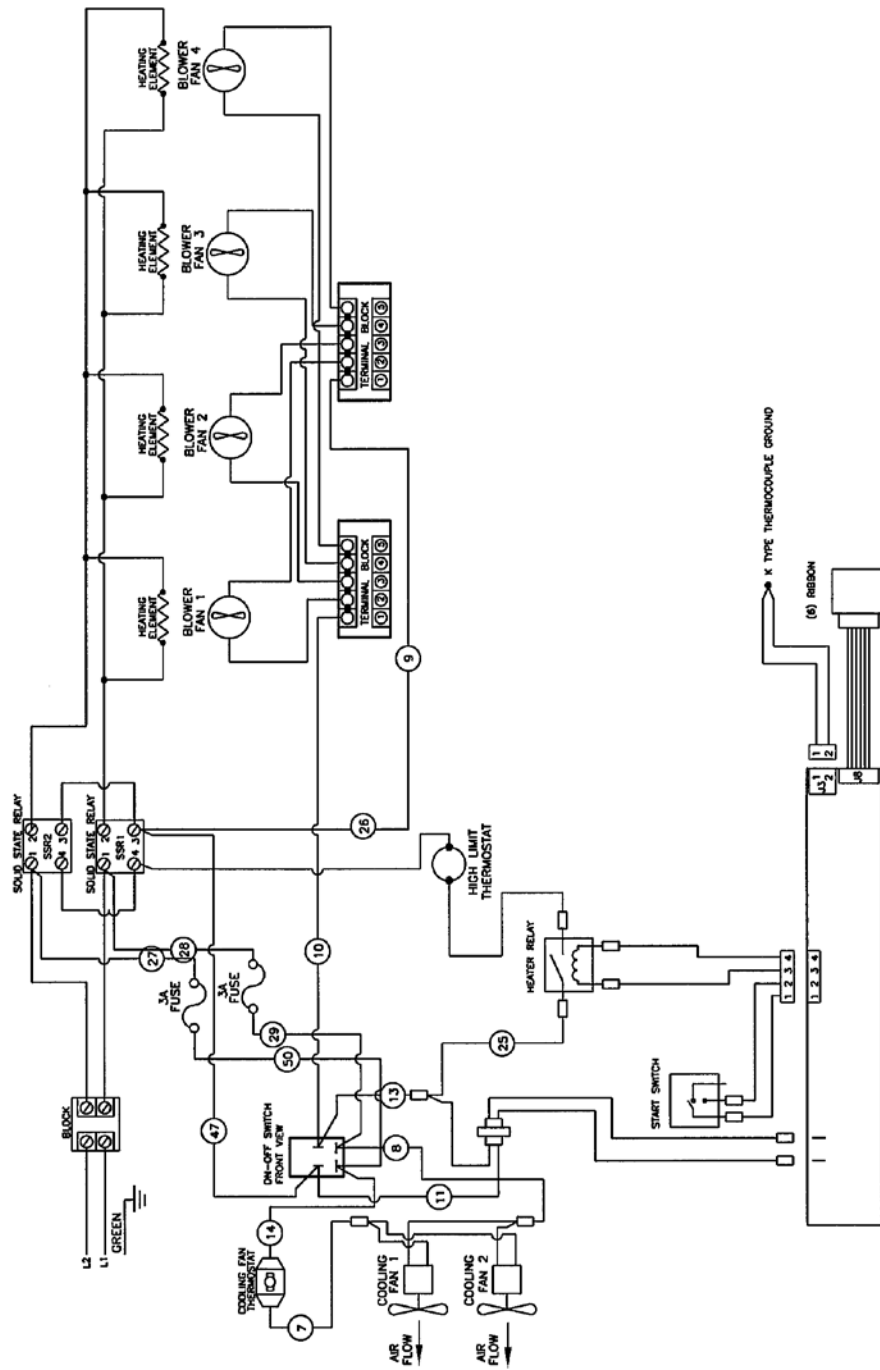 HEATING
ELEMENT
BLOWER
FAN 4
HEATING
ELEMENT
BLOWER
FAN 3
HEATING
ELEMENT
BLOWER
FAN 2
HEATING
ELEMENT
BLOWER
FAN 1
TERMINAL BLOCK
1 2 3 4 5
TERMINAL BLOCK
1 2 3 4 5
9
26
10
SOLID STATE RELAY
1 2
SSR2
4 3
SOLID STATE RELAY
1 2
SSR1
4 3
27
28
3A
FUSE
3A
FUSE
29
50
47
BLOCK
L2
L1
GREEN
ON-OFF SWITCH
FRONT VIEW
13
8
11
14
COOLING FAN
THERMOSTAT
7
COOLING
FAN 1
AIR
FLOW
COOLING
FAN 2
AIR
FLOW
HIGH LIMIT
THERMOSTAT
HEATER RELAY
25
START SWITCH
1 2 3 4
1 2 3 4
K TYPE THERMOCOUPLE GROUND
(6) RIBBON
1 2
J3 1 2
J8